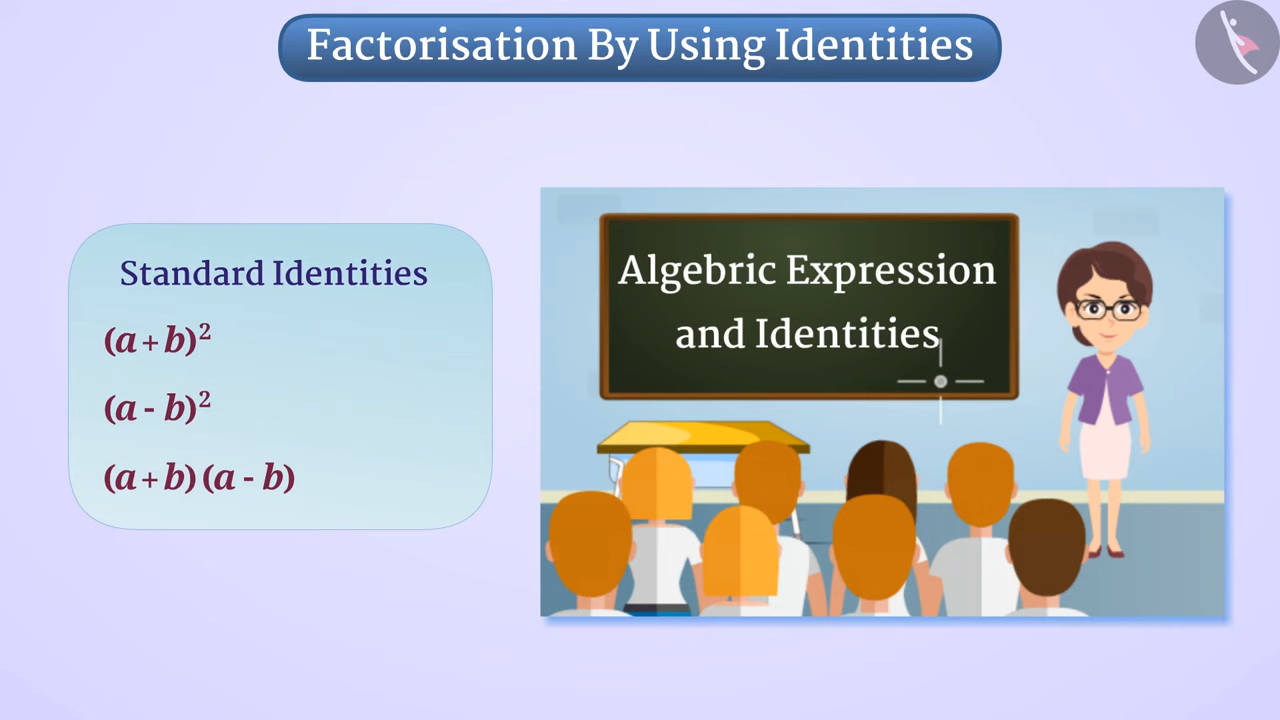 Factorisation By Using Identities
Standard Identities
(a + b)²
(a - b)²
(a + b) (a - b)
Algebric Expression
and Identities